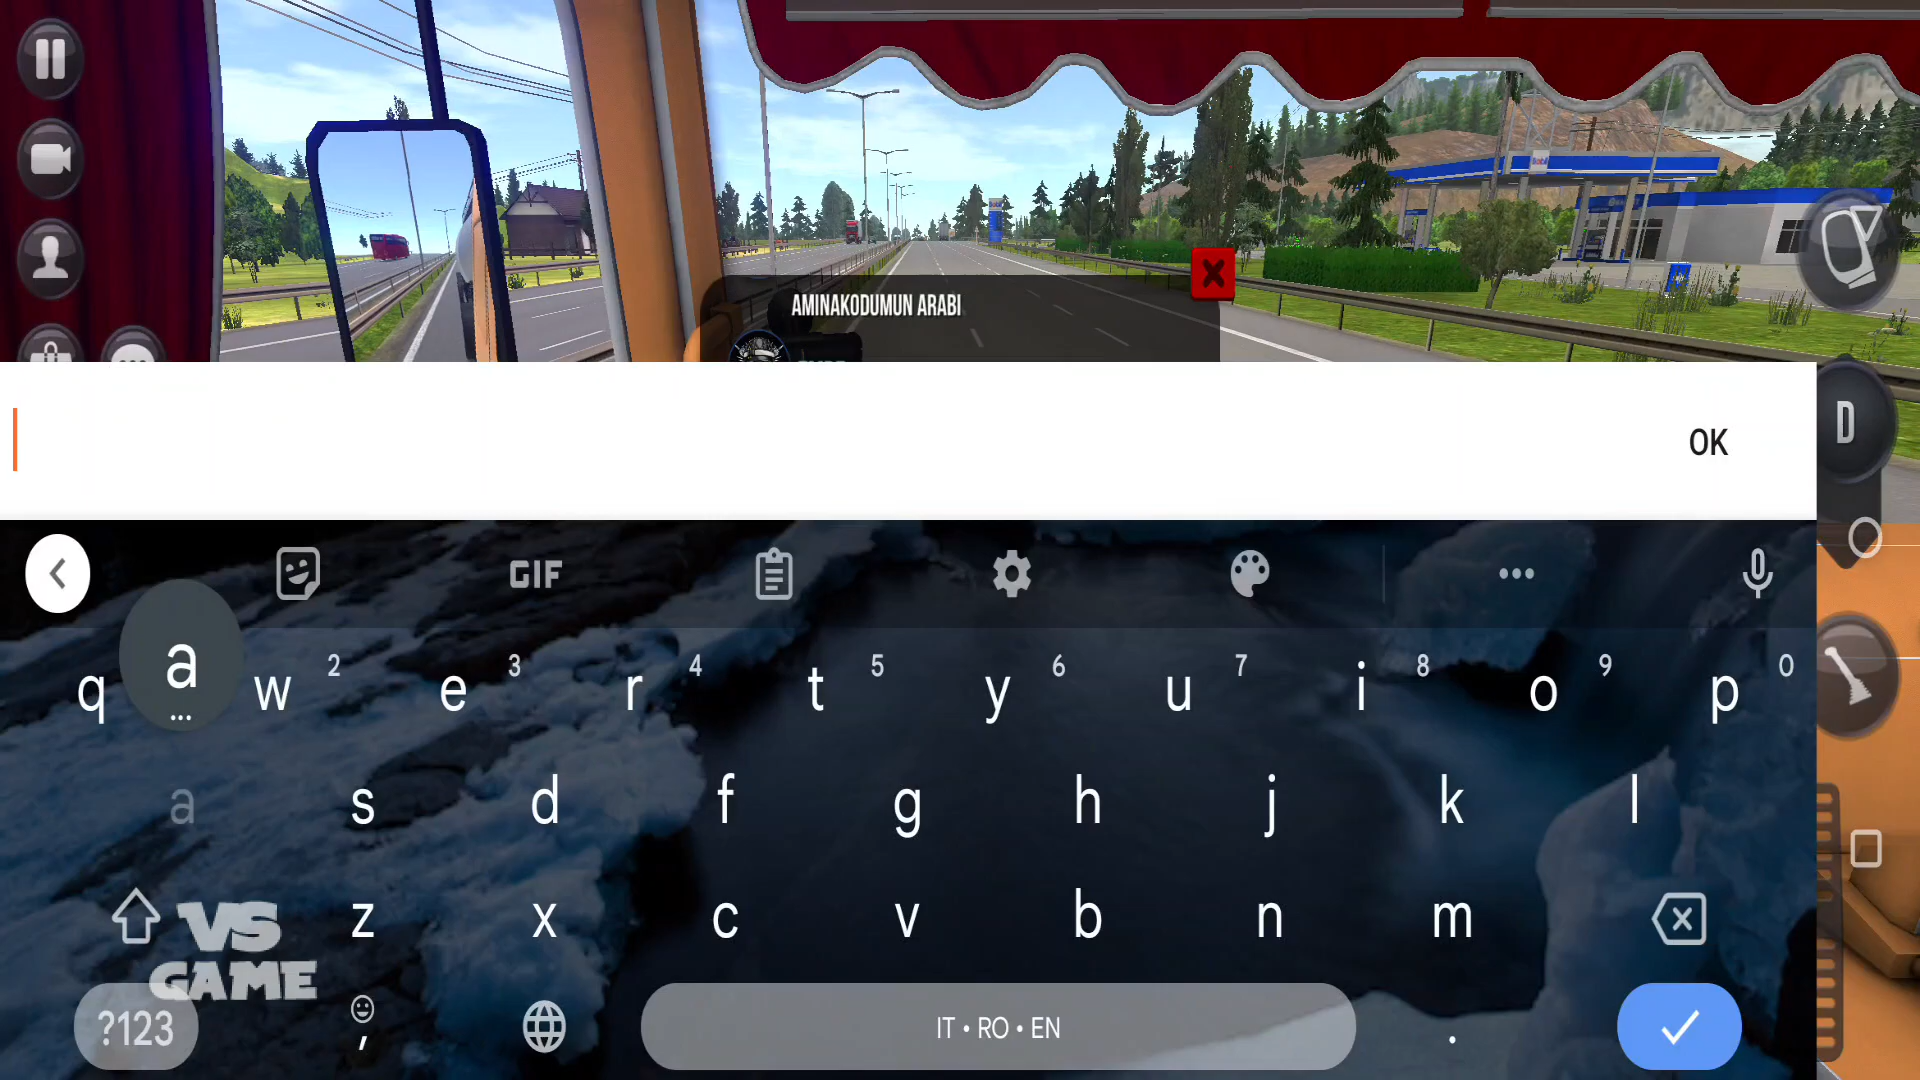 AMINAKODUMUN ARABI
OK
D
GIF
q w 2 e 3 r 4 t 5 y 6 u 7 i 8 o 9 p 0
a
a s d f g h j k l
z x c v b n m
VS
GAME
?123 , IT • RO • EN .